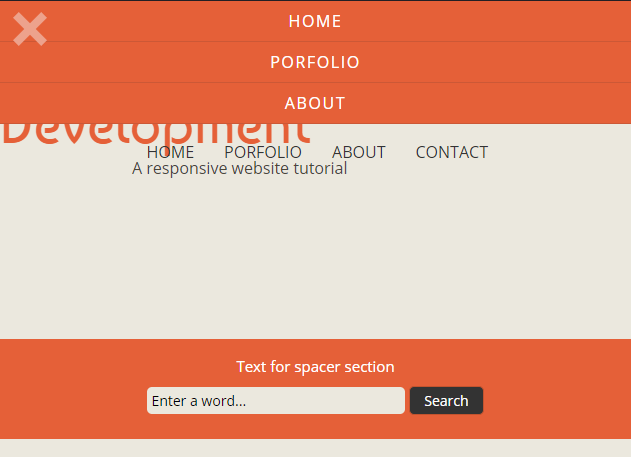 HOME
PORFOLIO
ABOUT
Development
HOME PORFOLIO ABOUT CONTACT
A responsive website tutorial
Text for spacer section
Enter a word... Search